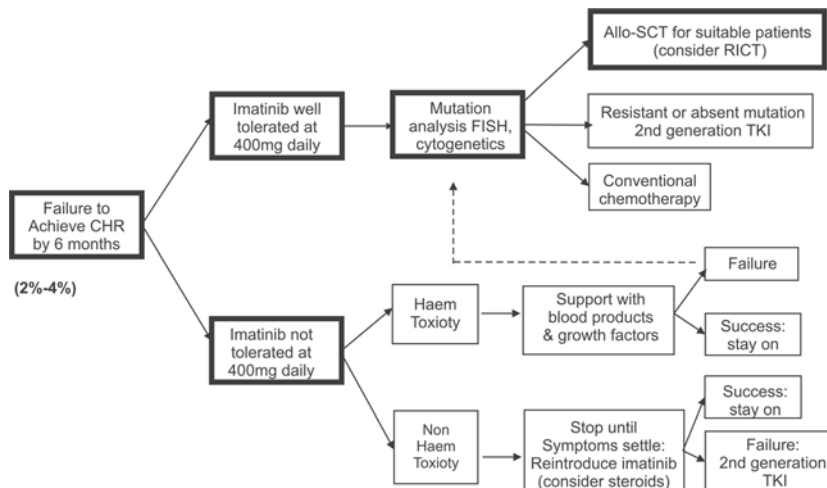 Allo-SCT for suitable patients
(consider RICT)
Imatinib well
tolerated at
400mg daily
Mutation
analysis FISH,
cytogenetics
Resistant or absent mutation
2nd generation TKI
Conventional
chemotherapy
Failure to
Achieve CHR
by 6 months
(2%-4%)
Imatinib not
tolerated at
400mg daily
Haem
Toxioty
Support with
blood products
& growth factors
Failure
Success:
stay on
Non
Haem
Toxioty
Stop until
Symptoms settle:
Reintroduce imatinib
(consider steroids)
Success:
stay on
Failure:
2nd generation
TKI